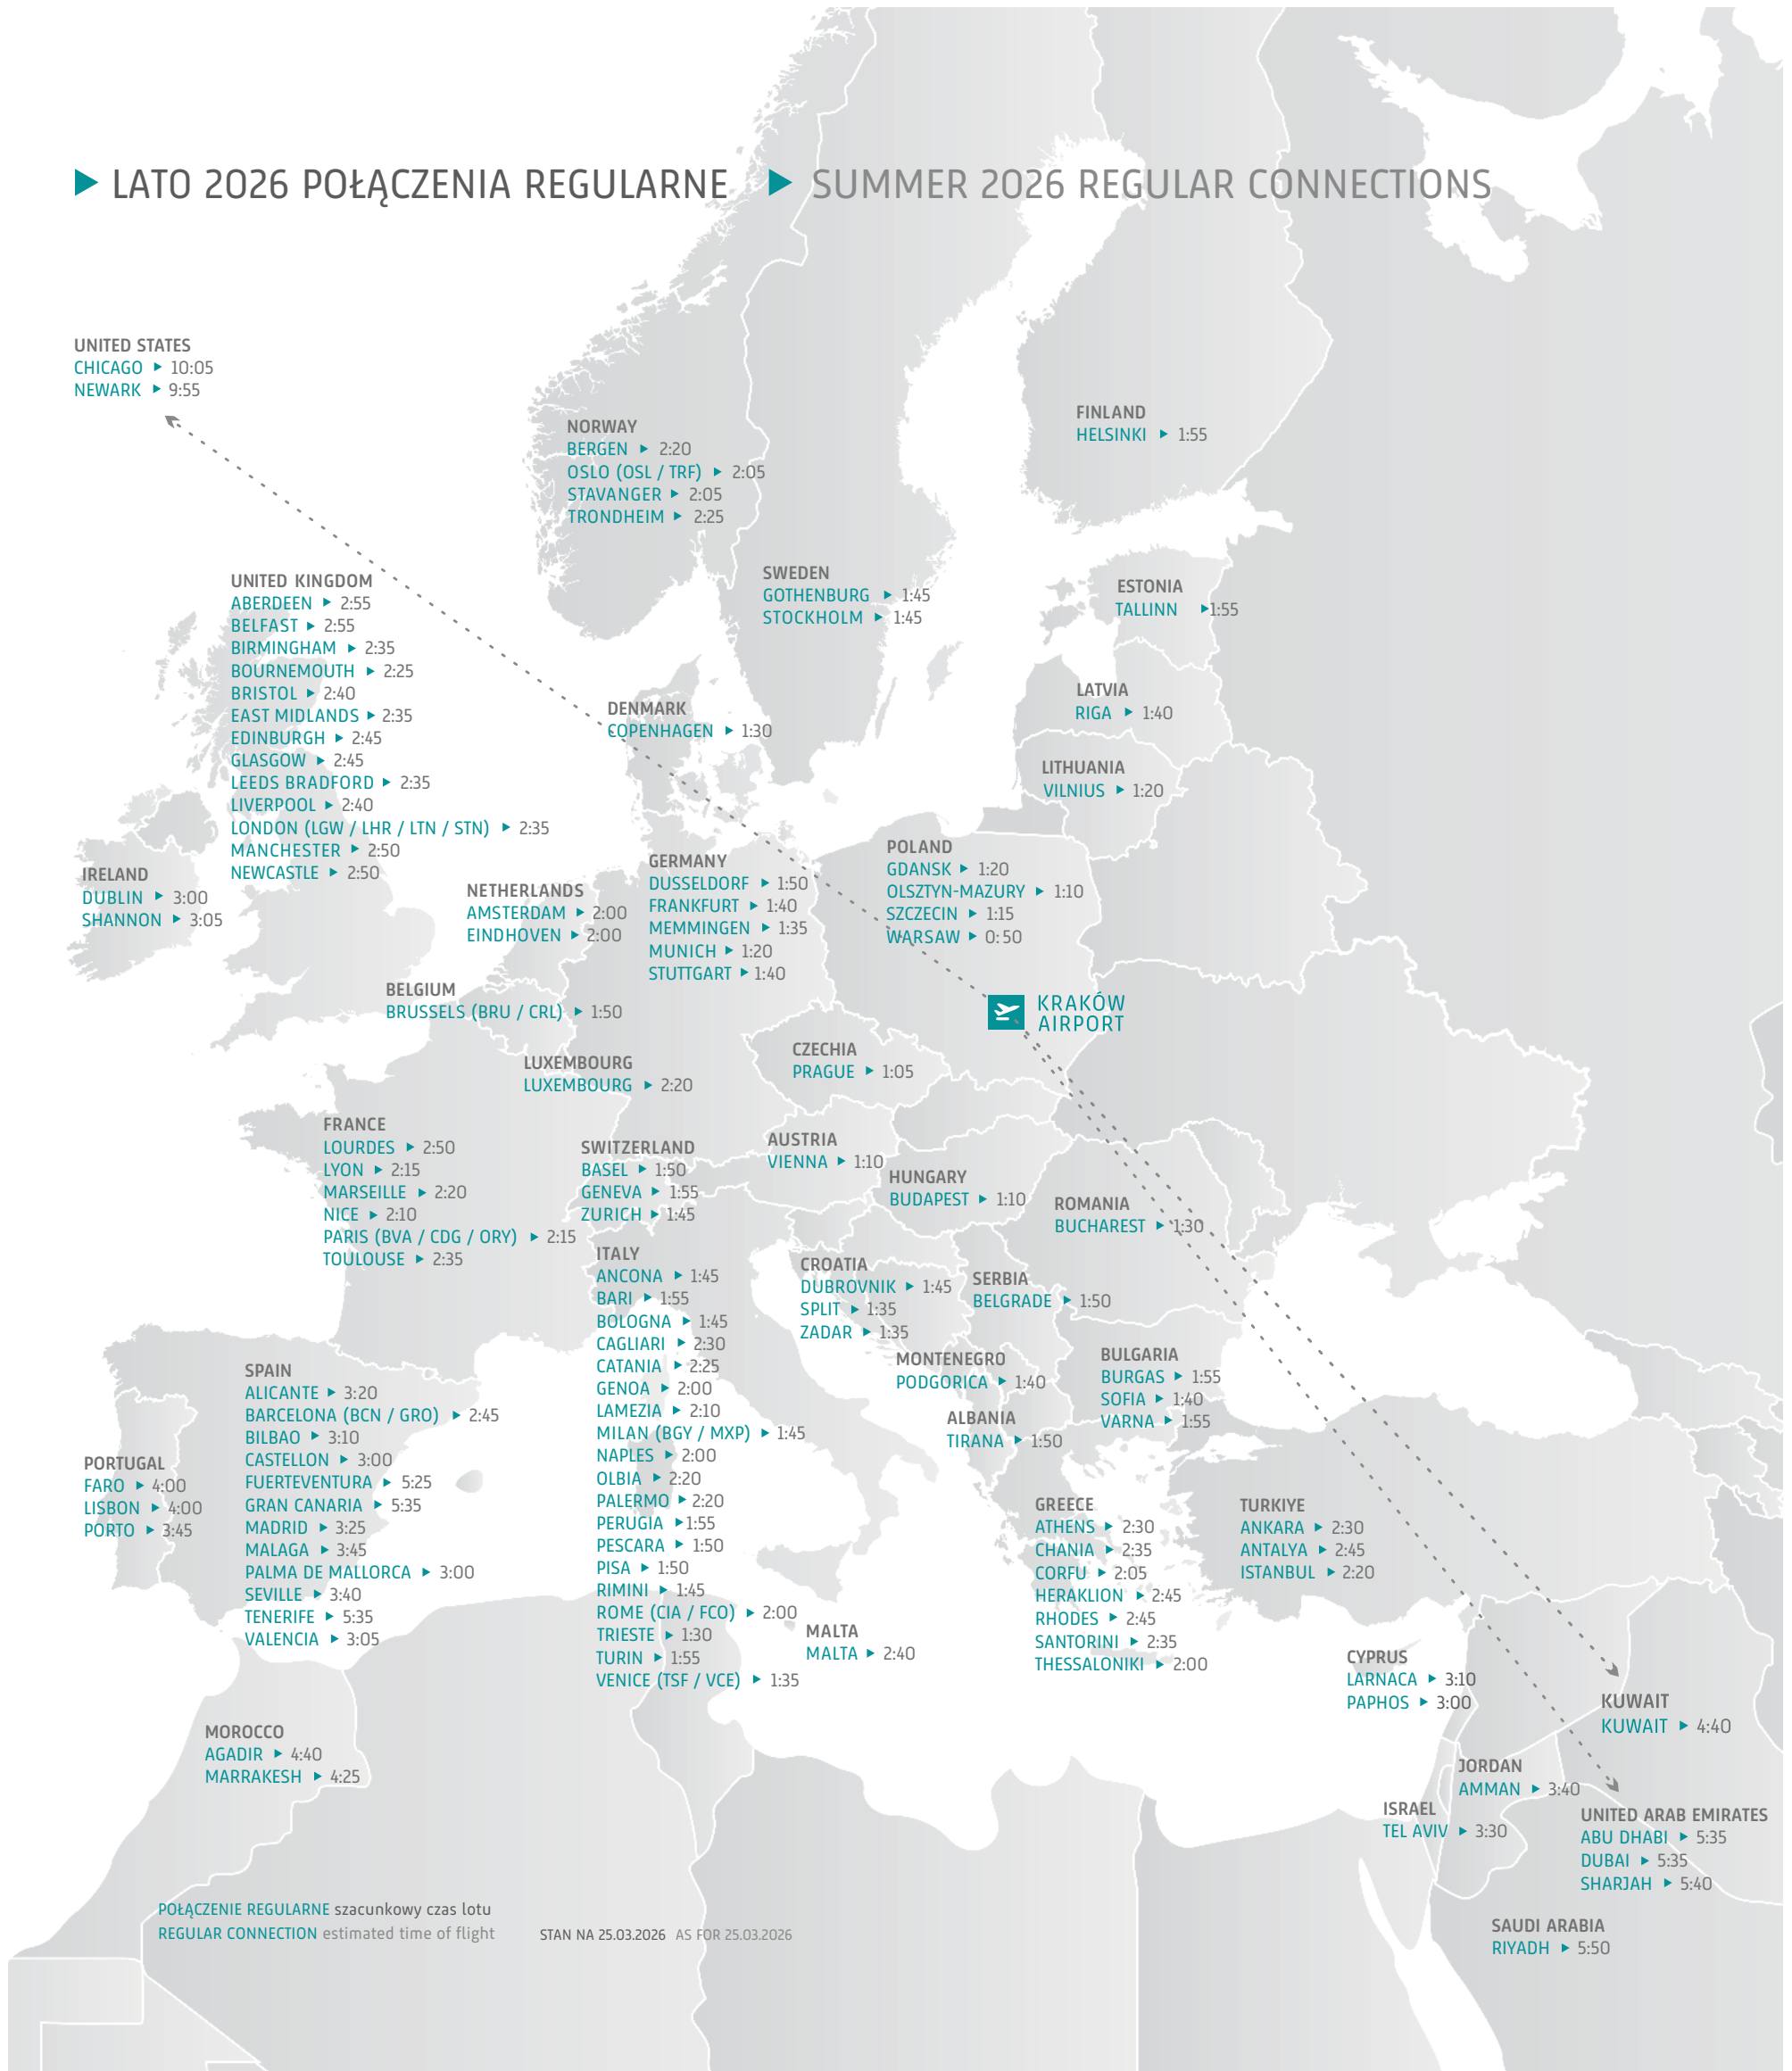 LATO 2026 POŁĄCZENIA REGULARNE
SUMMER 2026 REGULAR CONNECTIONS
UNITED STATES
CHICAGO 10:05
NEWARK 9:55
NORWAY
BERGEN 2:20
OSLO (OSL / TRF) 2:05
STAVANGER 2:05
TRONDHEIM 2:25
FINLAND
HELSINKI 1:55
SWEDEN
GOTHENBURG 1:45
STOCKHOLM 1:45
ESTONIA
TALLINN 1:55
UNITED KINGDOM
ABERDEEN 2:55
BELFAST 2:55
BIRMINGHAM 2:35
BOURNEMOUTH 2:25
BRISTOL 2:40
EAST MIDLANDS 2:35
EDINBURGH 2:45
GLASGOW 2:45
LEEDS BRADFORD 2:35
LIVERPOOL 2:40
LONDON (LGW / LHR / LTN / STN) 2:35
MANCHESTER 2:50
NEWCASTLE 2:50
DENMARK
COPENHAGEN 1:30
LATVIA
RIGA 1:40
LITHUANIA
VILNIUS 1:20
IRELAND
DUBLIN 3:00
SHANNON 3:05
NETHERLANDS
AMSTERDAM 2:00
EINDHOVEN 2:00
GERMANY
DUSSELDORF 1:50
FRANKFURT 1:40
MEMMINGEN 1:35
MUNICH 1:20
STUTTGART 1:40
POLAND
GDANSK 1:20
OLSZTYN-MAZURY 1:10
SZCZECIN 1:15
WARSAW 0:50
BELGIUM
BRUSSELS (BRU / CRL) 1:50
KRAKÓW
AIRPORT
LUXEMBOURG
LUXEMBOURG 2:20
CZECHIA
PRAGUE 1:05
FRANCE
LOURDES 2:50
LYON 2:15
MARSEILLE 2:20
NICE 2:10
PARIS (BVA / CDG / ORY) 2:15
TOULOUSE 2:35
SWITZERLAND
BASEL 1:50
GENEVA 1:55
ZURICH 1:45
AUSTRIA
VIENNA 1:10
HUNGARY
BUDAPEST 1:10
ROMANIA
BUCHAREST 1:30
ITALY
ANCONA 1:45
BARI 1:55
BOLOGNA 1:45
CAGLIARI 2:30
CATANIA 2:25
GENOA 2:00
LAMEZIA 2:10
MILAN (BGY / MXP) 1:45
NAPLES 2:00
OLBIA 2:20
PALERMO 2:20
PERUGIA 1:55
PESCARA 1:50
PISA 1:50
RIMINI 1:45
ROME (CIA / FCO) 2:00
TRIESTE 1:30
TURIN 1:55
VENICE (TSF / VCE) 1:35
CROATIA
DUBROVNIK 1:45
SPLIT 1:35
ZADAR 1:35
SERBIA
BELGRADE 1:50
MONTENEGRO
PODGORICA 1:40
BULGARIA
BURGAS 1:55
SOFIA 1:40
VARNA 1:55
ALBANIA
TIRANA 1:50
SPAIN
ALICANTE 3:20
BARCELONA (BCN / GRO) 2:45
BILBAO 3:10
CASTELLON 3:00
FUERTEVENTURA 5:25
GRAN CANARIA 5:35
MADRID 3:25
MALAGA 3:45
PALMA DE MALLORCA 3:00
SEVILLE 3:40
TENERIFE 5:35
VALENCIA 3:05
PORTUGAL
FARO 4:00
LISBON 4:00
PORTO 3:45
GREECE
ATHENS 2:30
CHANIA 2:35
CORFU 2:05
HERAKLION 2:45
RHODES 2:45
SANTORINI 2:35
THESSALONIKI 2:00
TURKIYE
ANKARA 2:30
ANTALYA 2:45
ISTANBUL 2:20
MALTA
MALTA 2:40
CYPRUS
LARNACA 3:10
PAPHOS 3:00
KUWAIT
KUWAIT 4:40
MOROCCO
AGADIR 4:40
MARRAKESH 4:25
JORDAN
AMMAN 3:40
ISRAEL
TEL AVIV 3:30
UNITED ARAB EMIRATES
ABU DHABI 5:35
DUBAI 5:35
SHARJAH 5:40
SAUDI ARABIA
RIYADH 5:50
POŁĄCZENIE REGULARNE szacunkowy czas lotu
REGULAR CONNECTION estimated time of flight
STAN NA 25.03.2026 AS FOR 25.03.2026